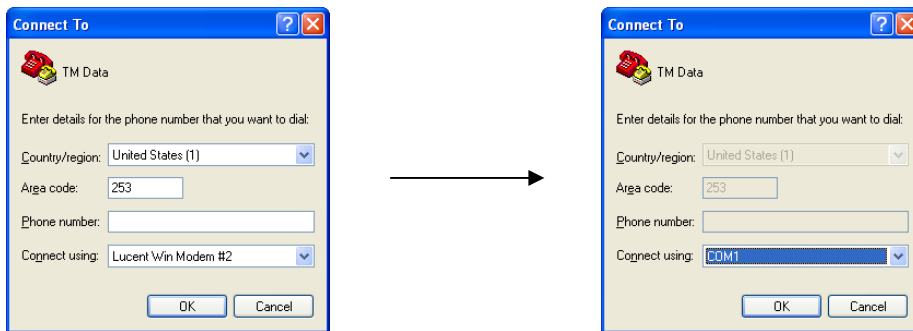 Connect To
TM Data
Enter details for the phone number that you want to dial:
Country/region: United States (1)
Area code: 253
Phone number:
Connect using: Lucent Win Modem #2
OK Cancel
Connect To
TM Data
Enter details for the phone number that you want to dial:
Country/region: United States (1)
Area code: 253
Phone number:
Connect using: COM1
OK Cancel